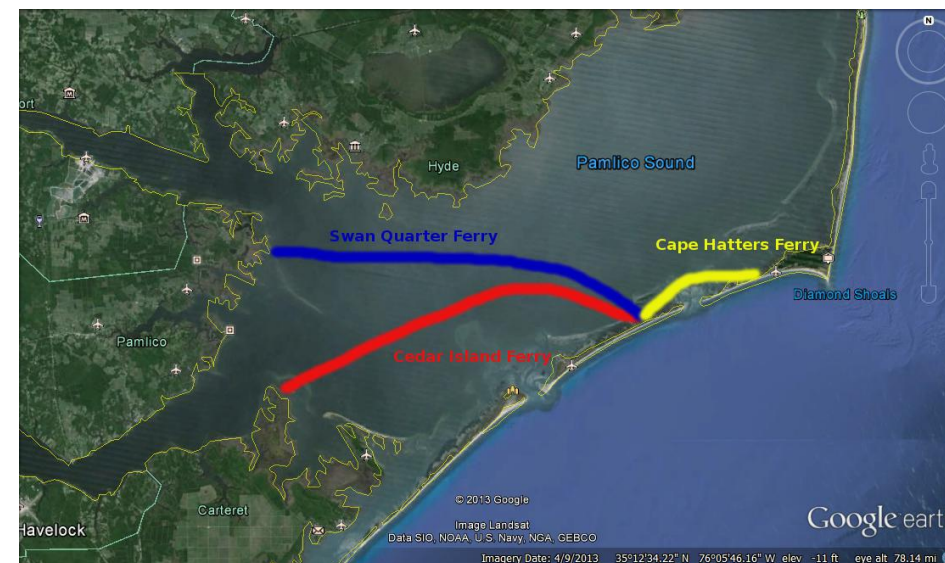 N
ort
Hyde
Pamlico Sound
Swan Quarter Ferry
Cape Hatters Ferry
Diamond Shoals
Pamlico
Cedar Island Ferry
© 2013 Google
Carteret
Havelock
Image Landsat
Data SIO, NOAA, U.S. Navy, NGA, GEBCO
Google eart
Imagery Date: 4/9/2013 35°12'34.22" N 76°05'46.16" W elev -11 ft eye alt 78.14 mi